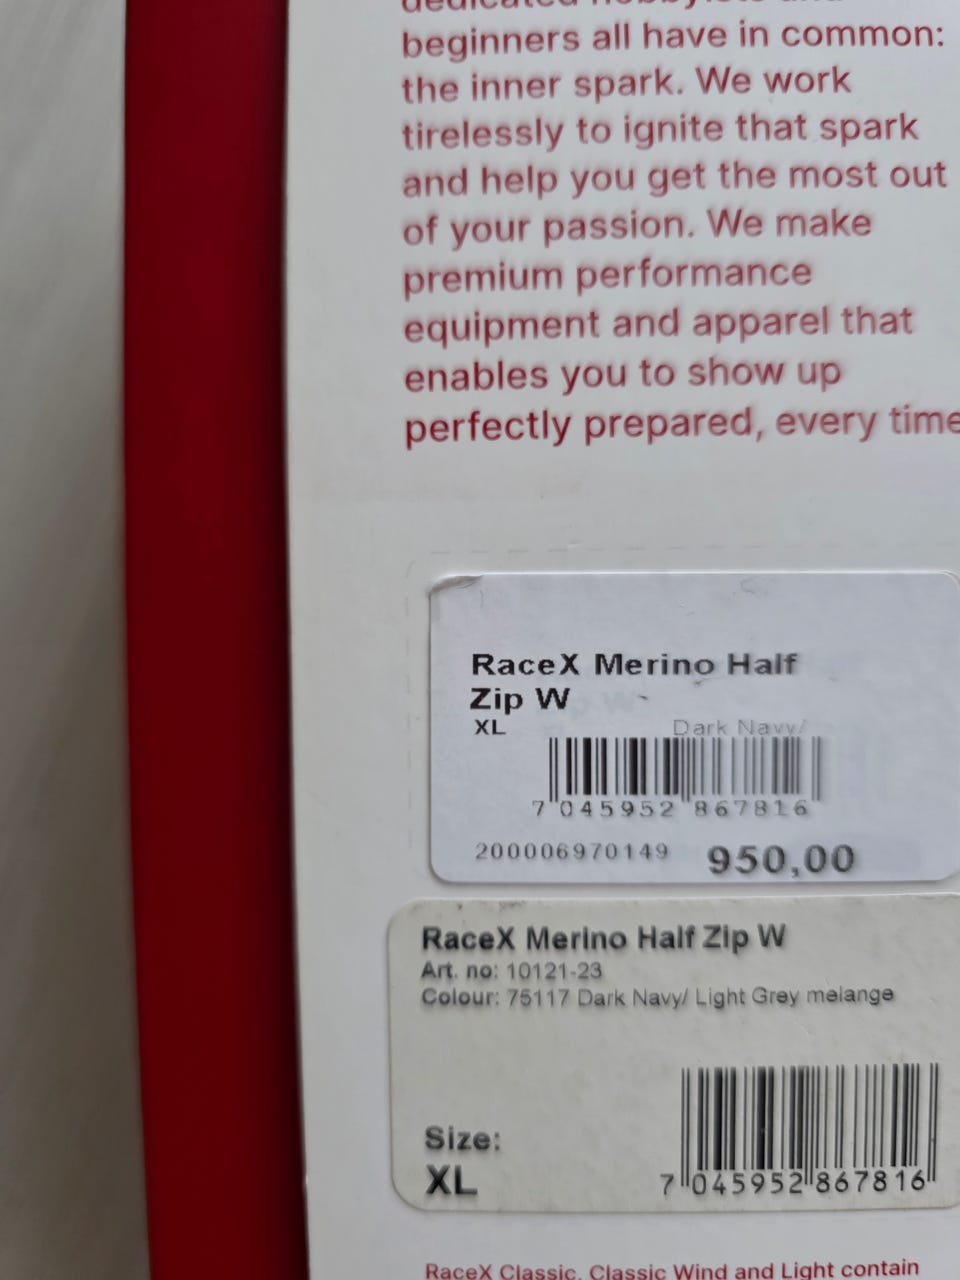 dedicated hobbyists and
beginners all have in common:
the inner spark. We work
tirelessly to ignite that spark
and help you get the most out
of your passion. We make
premium performance
equipment and apparel that
enables you to show up
perfectly prepared, every time
RaceX Merino Half
Zip W
XL Dark Navy/
7 045952 867816
200006970149 950,00
RaceX Merino Half Zip W
Art. no: 10121-23
Colour: 75117 Dark Navy/ Light Grey melange
Size:
XL
7 045952 867816
RaceX Classic, Classic Wind and Light contain